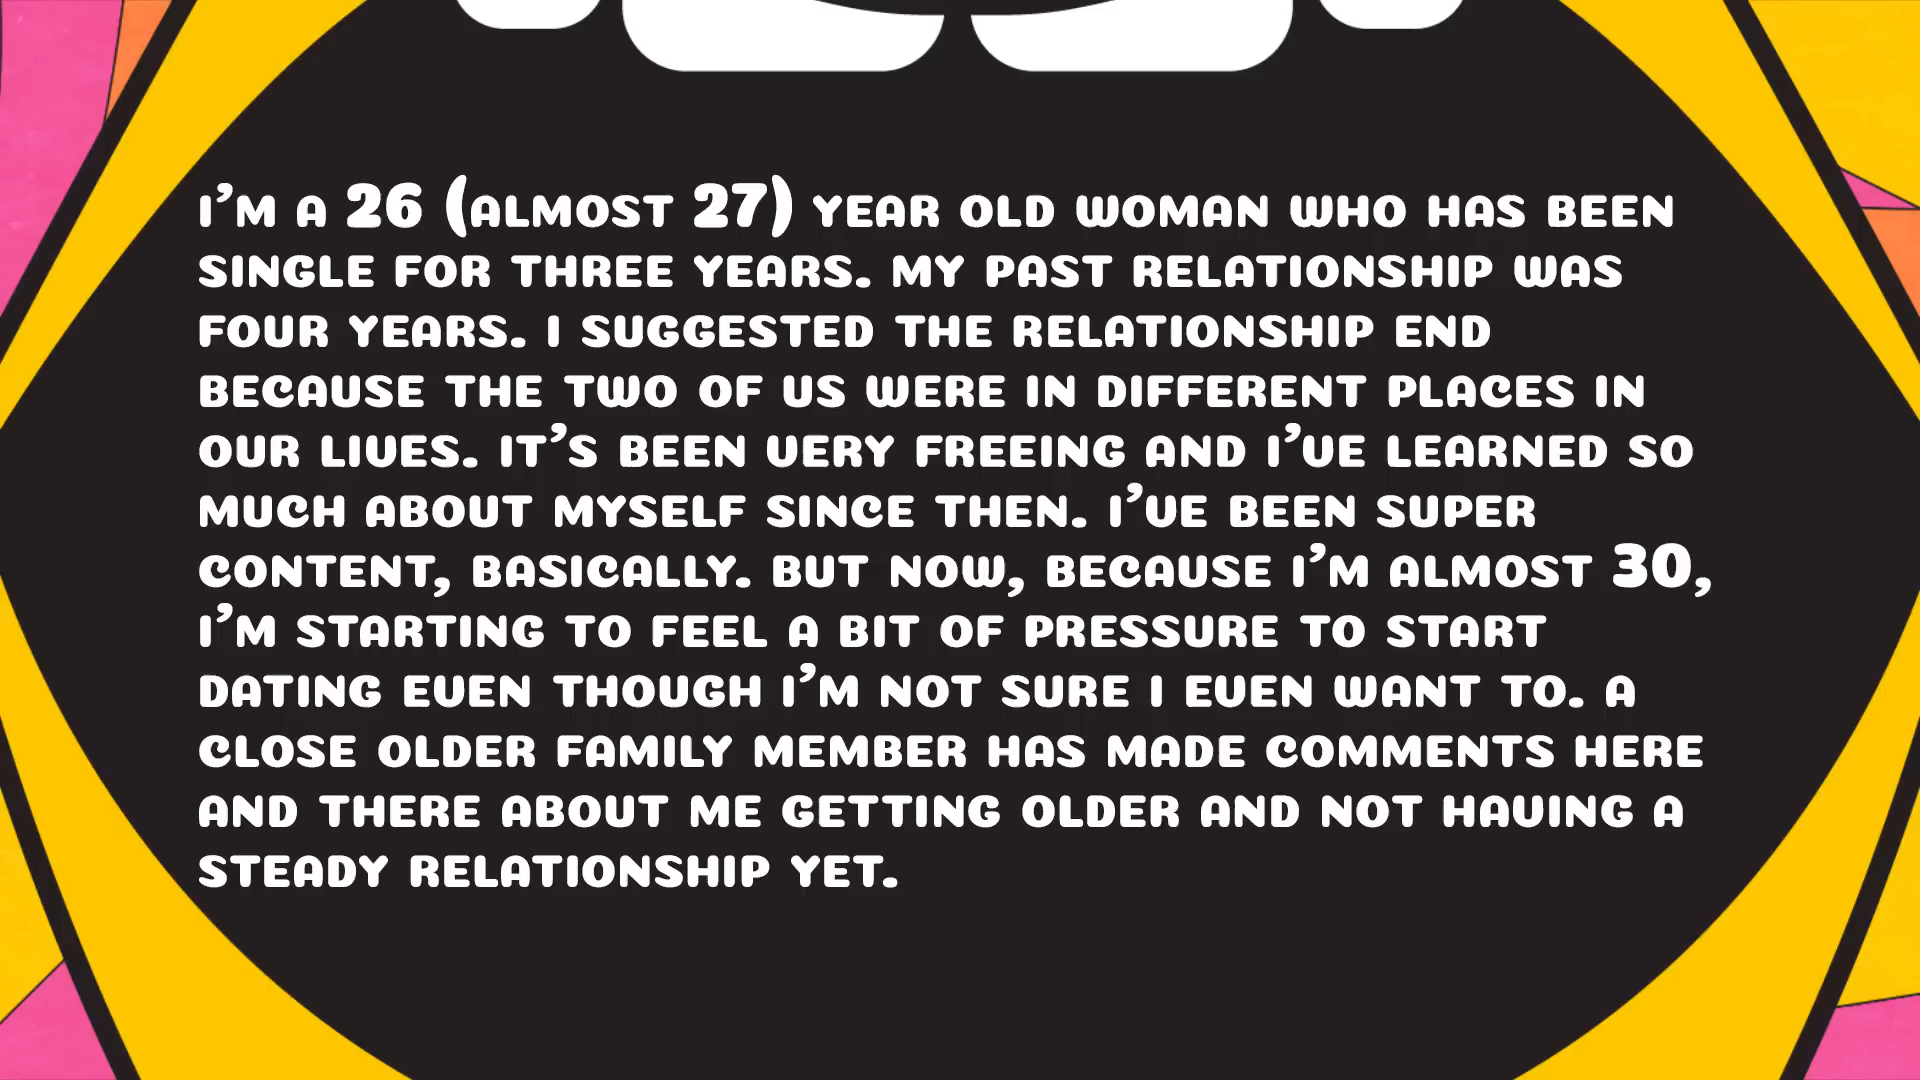 I'M A 26 (ALMOST 27) YEAR OLD WOMAN WHO HAS BEEN
SINGLE FOR THREE YEARS. MY PAST RELATIONSHIP WAS
FOUR YEARS. I SUGGESTED THE RELATIONSHIP END
BECAUSE THE TWO OF US WERE IN DIFFERENT PLACES IN
OUR LIVES. IT'S BEEN VERY FREEING AND I'VE LEARNED SO
MUCH ABOUT MYSELF SINCE THEN. I'VE BEEN SUPER
CONTENT, BASICALLY. BUT NOW, BECAUSE I'M ALMOST 30,
I'M STARTING TO FEEL A BIT OF PRESSURE TO START
DATING EVEN THOUGH I'M NOT SURE I EVEN WANT TO. A
CLOSE OLDER FAMILY MEMBER HAS MADE COMMENTS HERE
AND THERE ABOUT ME GETTING OLDER AND NOT HAVING A
STEADY RELATIONSHIP YET.